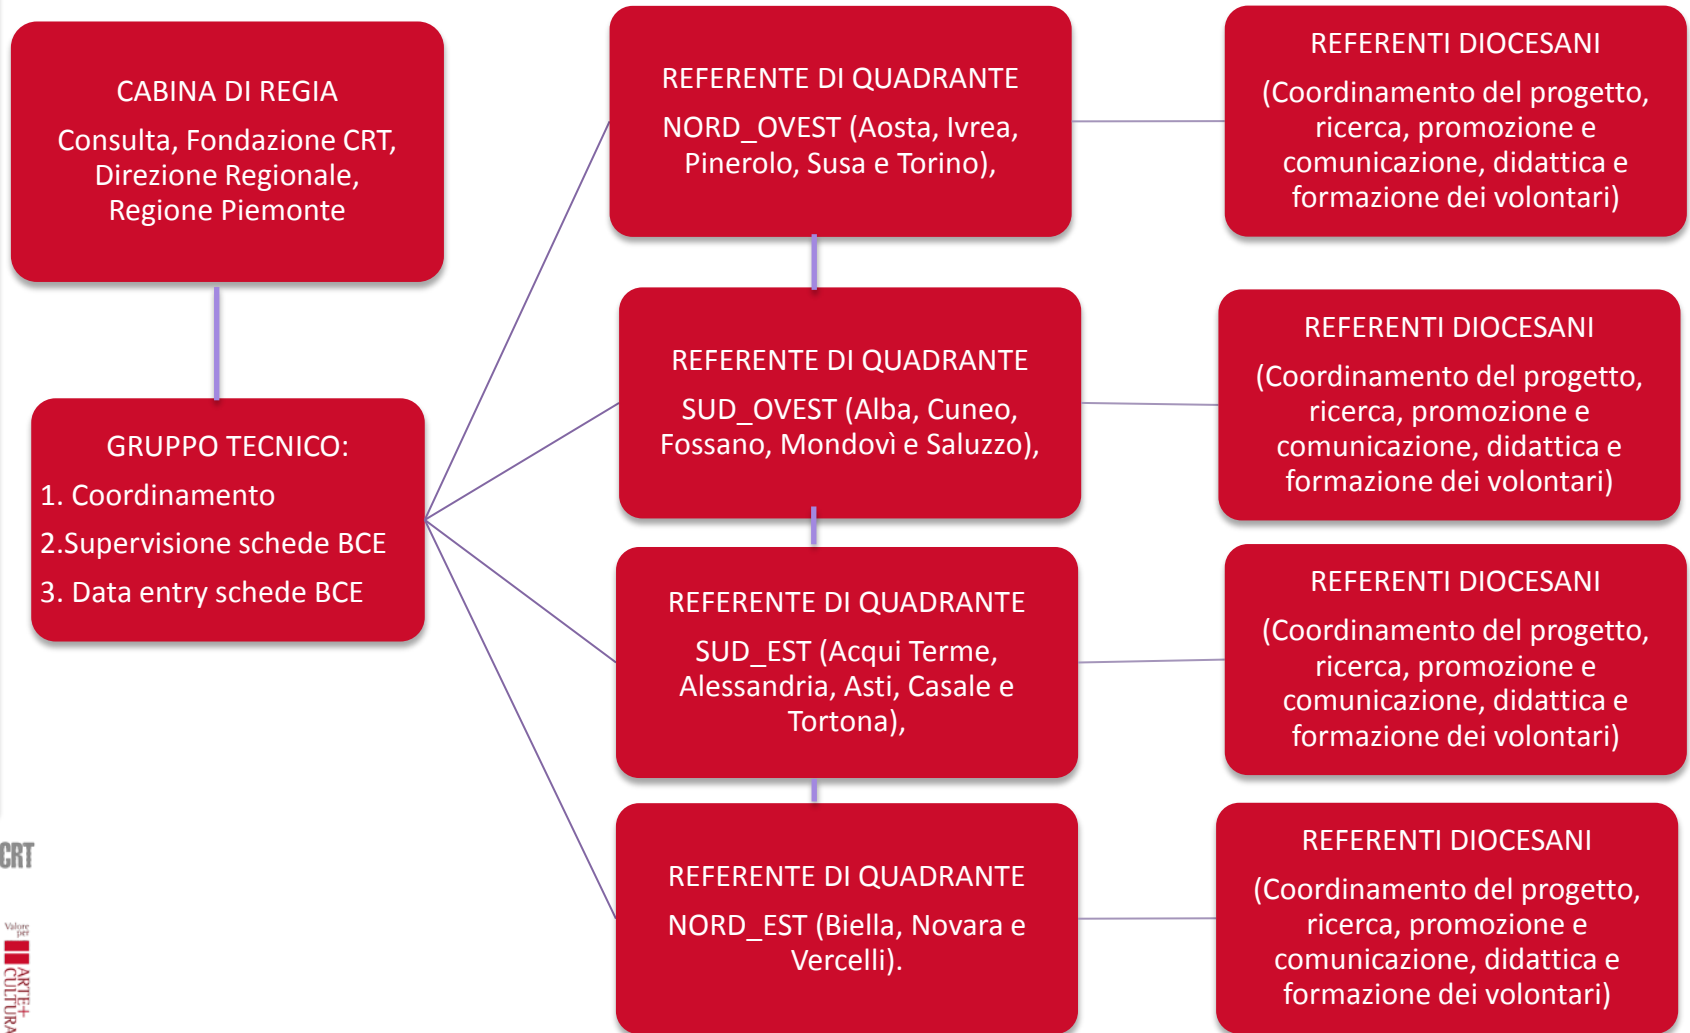 CABINA DI REGIA
Consulta, Fondazione CRT,
Direzione Regionale,
Regione Piemonte
GRUPPO TECNICO:
1. Coordinamento
2.Supervisione schede BCE
3. Data entry schede BCE
REFERENTE DI QUADRANTE
NORD_OVEST (Aosta, Ivrea,
Pinerolo, Susa e Torino),
REFERENTI DIOCESANI
(Coordinamento del progetto,
ricerca, promozione e
comunicazione, didattica e
formazione dei volontari)
REFERENTE DI QUADRANTE
SUD_OVEST (Alba, Cuneo,
Fossano, Mondovì e Saluzzo),
REFERENTI DIOCESANI
(Coordinamento del progetto,
ricerca, promozione e
comunicazione, didattica e
formazione dei volontari)
REFERENTE DI QUADRANTE
SUD_EST (Acqui Terme,
Alessandria, Asti, Casale e
Tortona),
REFERENTI DIOCESANI
(Coordinamento del progetto,
ricerca, promozione e
comunicazione, didattica e
formazione dei volontari)
REFERENTE DI QUADRANTE
NORD_EST (Biella, Novara e
Vercelli).
REFERENTI DIOCESANI
(Coordinamento del progetto,
ricerca, promozione e
comunicazione, didattica e
formazione dei volontari)
CRT
Valore
per
ARTE+
CULTURA